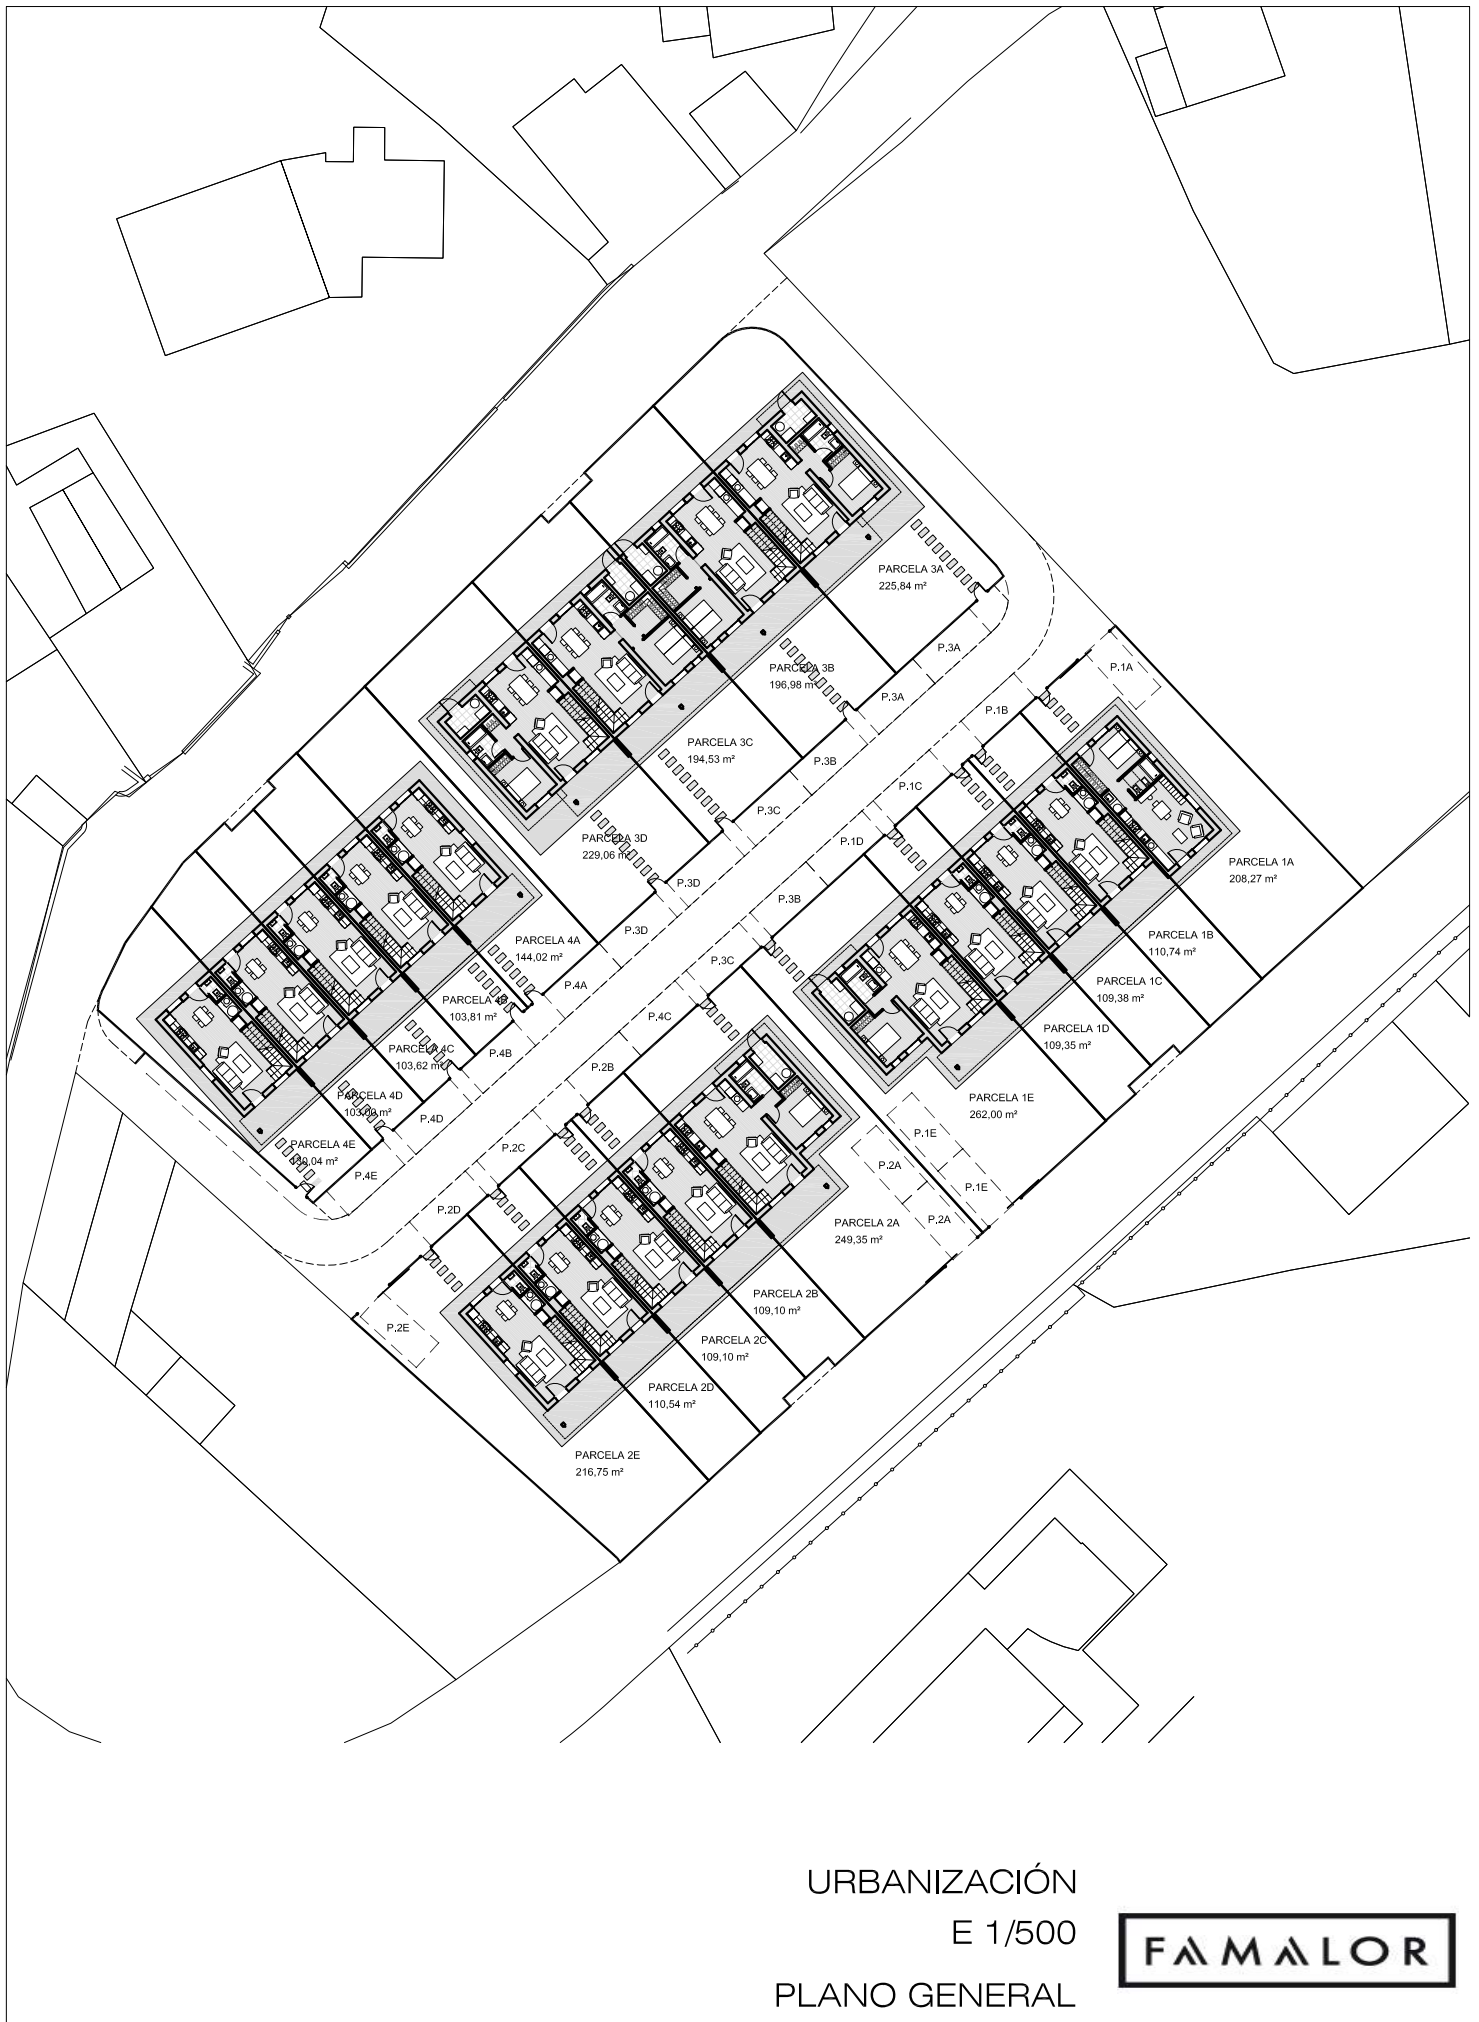 PARCELA 3A
225,84 m²
P.3A
P.1A
PARCELA 3B
196,98 m²
P.3A
P.1B
PARCELA 3C
194,53 m²
P.3B
P.1C
P.3C
PARCELA 3D
229,06 m²
P.1D
PARCELA 1A
208,27 m²
P.3D
P.3B
P.3D
PARCELA 1B
110,74 m²
PARCELA 4A
144,02 m²
P.3C
P.4A
PARCELA 1C
109,38 m²
PARCELA 4B
103,81 m²
P.4C
PARCELA 1D
109,35 m²
PARCELA 4C
103,62 m²
P.4B
P.2B
PARCELA 4D
m²
P.4D
PARCELA 1E
262,00 m²
PARCELA 4E
,04 m²
P.4E
P.2C
P.1E
P.2A
P.1E
P.2D
P.2A
PARCELA 2A
249,35 m²
PARCELA 2B
109,10 m²
P.2E
PARCELA 2C
109,10 m²
PARCELA 2D
110,54 m²
PARCELA 2E
216,75 m²
URBANIZACIÓN
E 1/500
PLANO GENERAL
FAMALOR